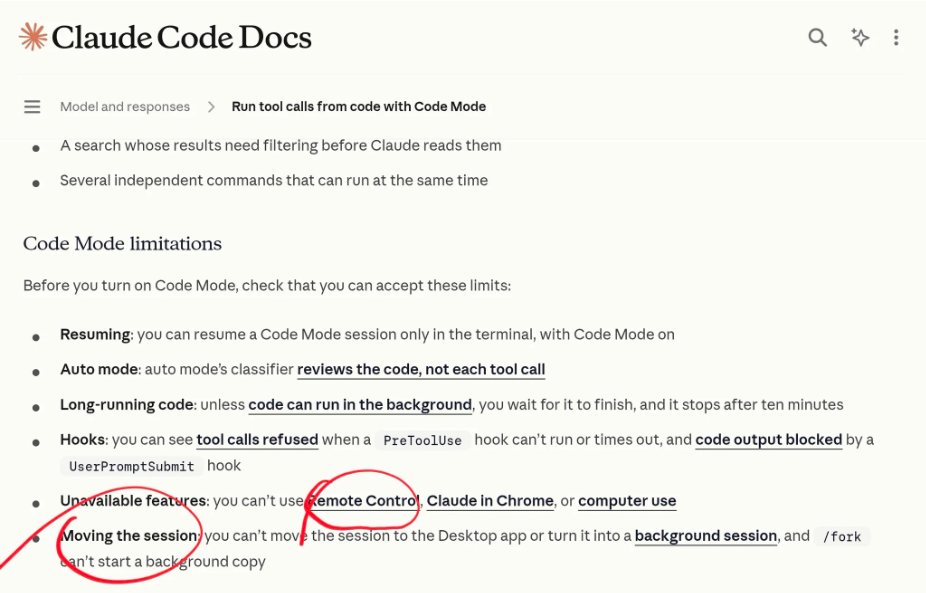 Claude Code Docs
Model and responses > Run tool calls from code with Code Mode
A search whose results need filtering before Claude reads them
Several independent commands that can run at the same time
Code Mode limitations
Before you turn on Code Mode, check that you can accept these limits:
Resuming: you can resume a Code Mode session only in the terminal, with Code Mode on
Auto mode: auto mode's classifier reviews the code, not each tool call
Long-running code: unless code can run in the background, you wait for it to finish, and it stops after ten minutes
Hooks: you can see tool calls refused when a PreToolUse hook can't run or times out, and code output blocked by a
UserPromptSubmit hook
Unavailable features: you can't use Remote Control, Claude in Chrome, or computer use
Moving the session: you can't move the session to the Desktop app or turn it into a background session, and /fork
can't start a background copy